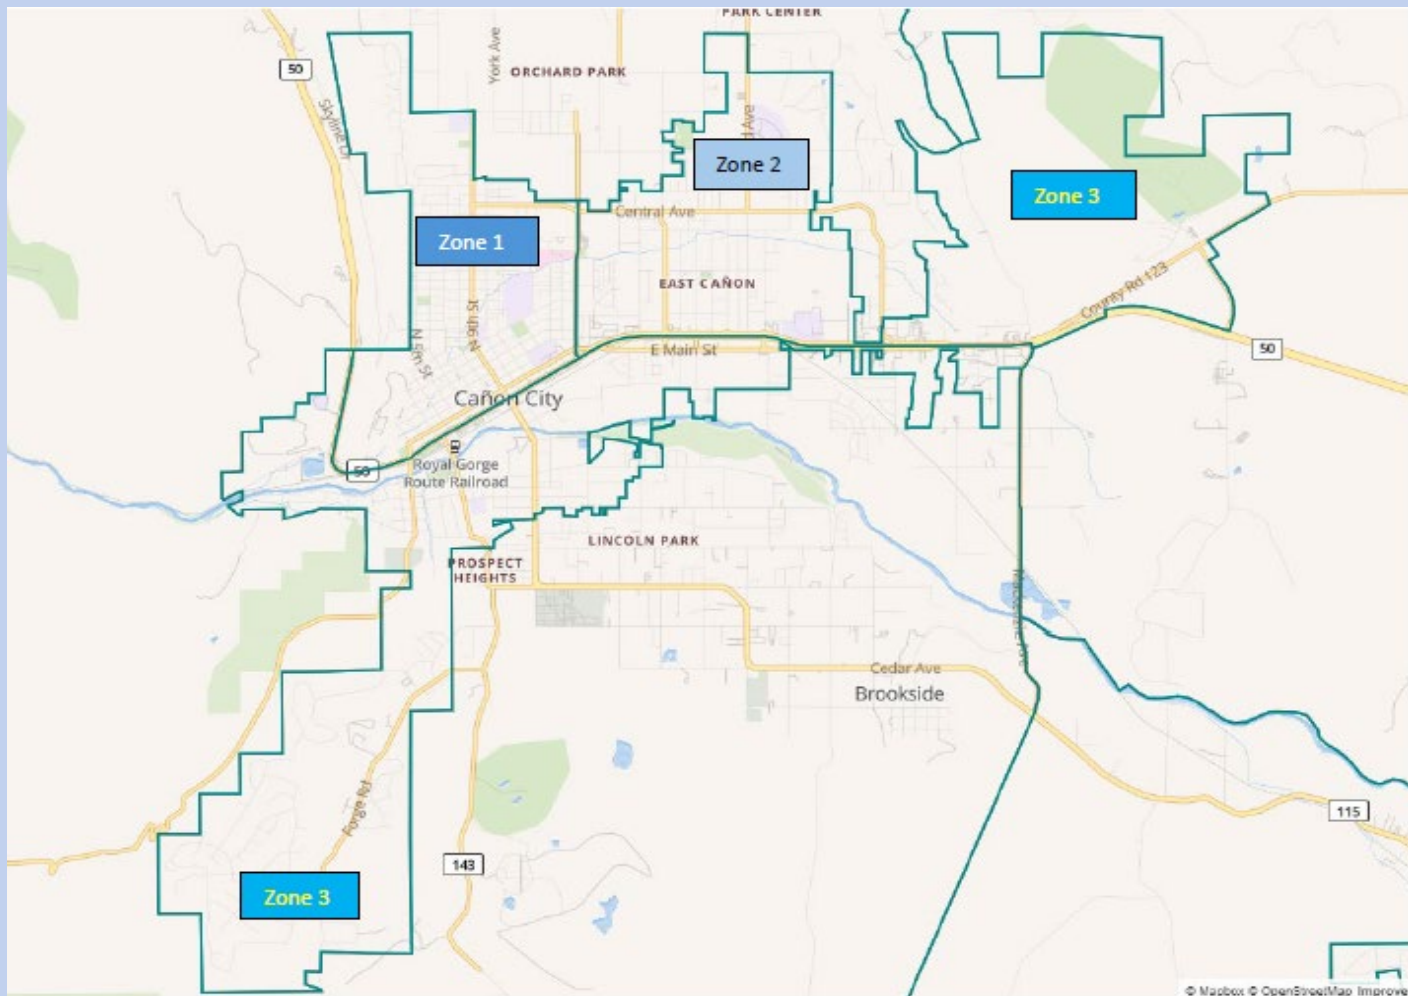 PARK CENTER
50
York Ave
ORCHARD PARK
Skyline Dr
Zone 2
Zone 3
Central Ave
Zone 1
EAST CAÑON
County Rd 123
N 9th St
N 5th St
E Main St
50
Cañon City
50
Royal Gorge
Route Railroad
LINCOLN PARK
PROSPECT
HEIGHTS
Cedar Ave
Brookside
Forge Rd
115
143
Zone 3
© Mapbox © OpenStreetMap Improve